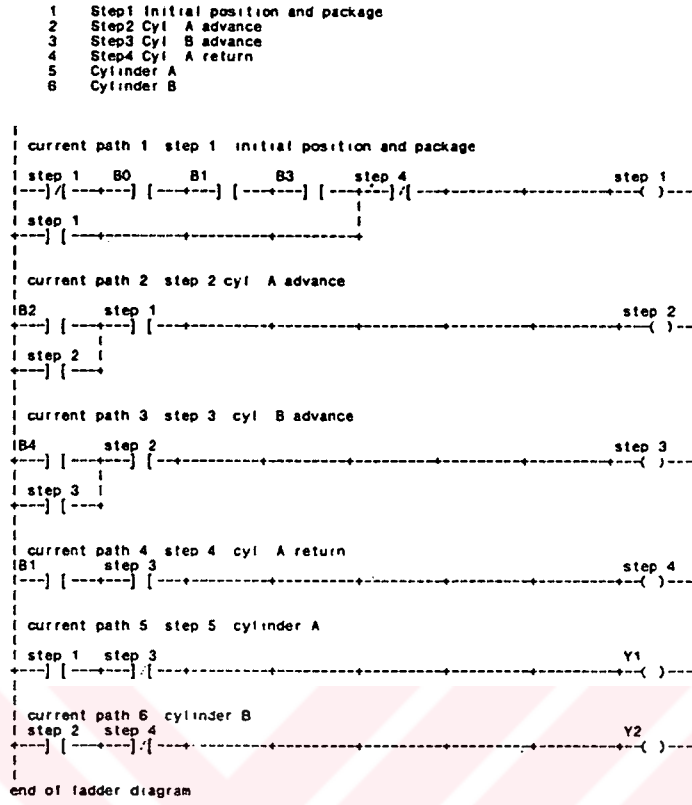 1 Step1 Initial position and package
2 Step2 Cyl A advance
3 Step3 Cyl B advance
4 Step4 Cyl A return
5 Cylinder A
6 Cylinder B
current path 1 step 1 initial position and package
step 1 B0 B1 B3 step 4 step 1
step 1
current path 2 step 2 cyl A advance
B2 step 1 step 2
step 2
current path 3 step 3 cyl B advance
B4 step 2 step 3
step 3
current path 4 step 4 cyl A return
B1 step 3 step 4
current path 5 step 5 cylinder A
step 1 step 3 Y1
current path 6 cylinder B
step 2 step 4 Y2
end of ladder diagram